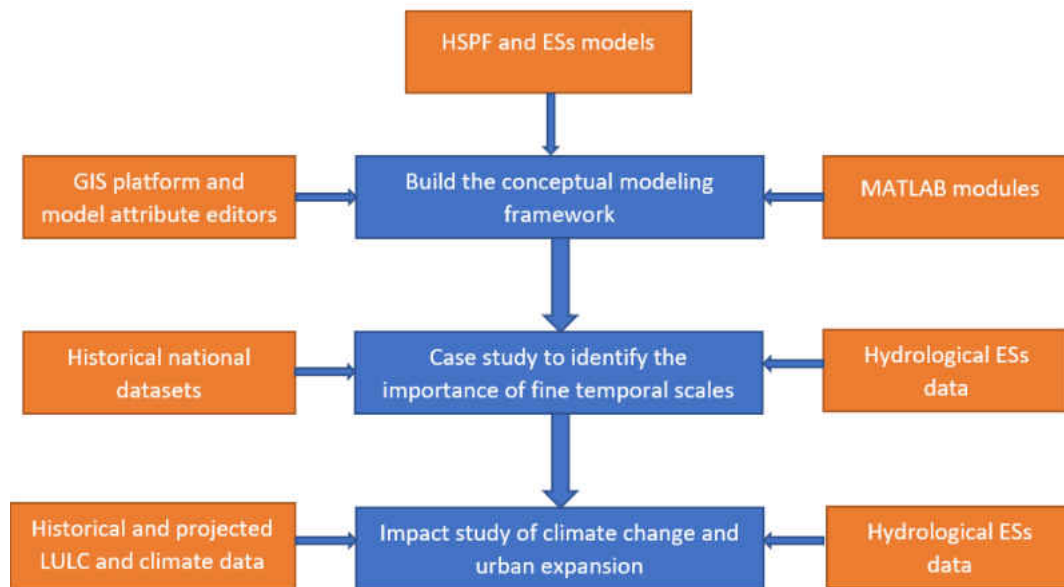 HSPF and ESs models
GIS platform and
model attribute editors
Build the conceptual modeling
framework
MATLAB modules
Historical national
datasets
Case study to identify the
importance of fine temporal scales
Hydrological ESs
data
Historical and projected
LULC and climate data
Impact study of climate change and
urban expansion
Hydrological ESs
data